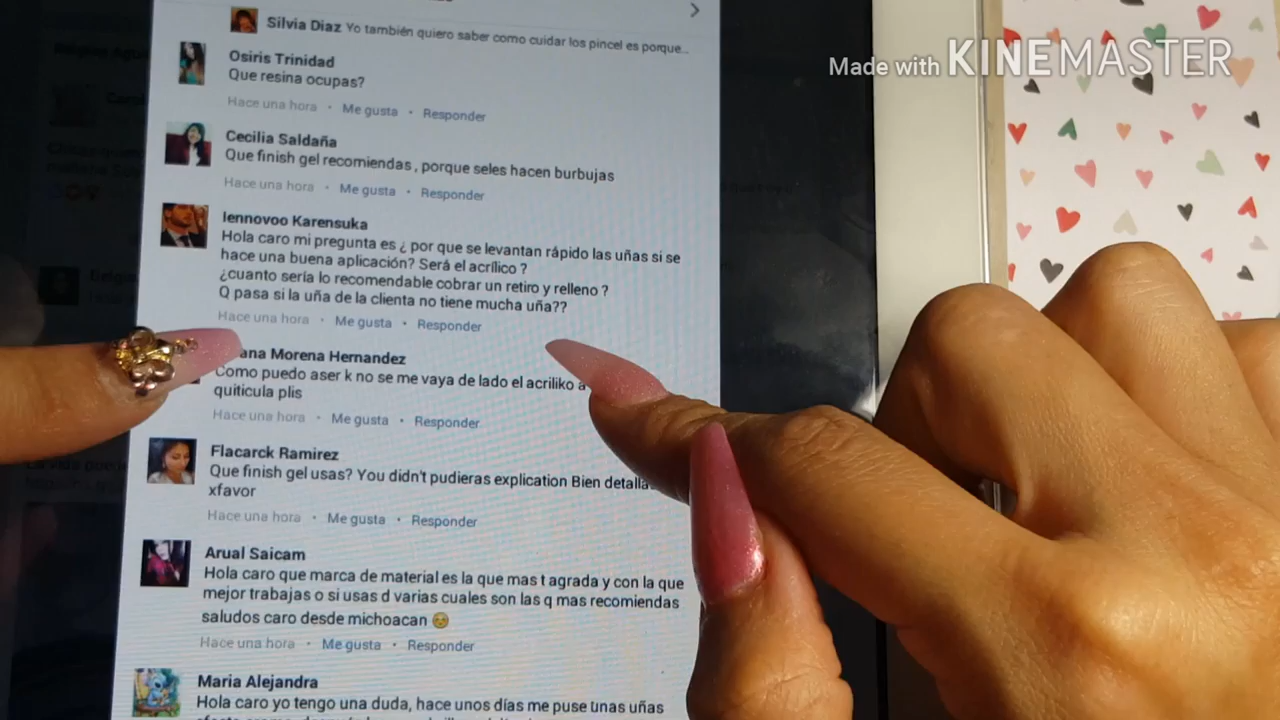 Made with KINEMASTER
Silvia Diaz Yo también quiero saber como cuidar los pincel es porque...
Osiris Trinidad
Que resina ocupas?
Hace una hora · Me gusta · Responder
Cecilia Saldaña
Que finish gel recomiendas , porque seles hacen burbujas
Hace una hora · Me gusta · Responder
Iennovoo Karensuka
Hola caro mi pregunta es ¿ por que se levantan rápido las uñas si se
hace una buena aplicación? Será el acrílico ?
¿cuanto sería lo recomendable cobrar un retiro y relleno ?
Q pasa si la uña de la clienta no tiene mucha uña??
Hace una hora · Me gusta · Responder
Morena Hernandez
Como puedo aser k no se me vaya de lado el acriliko a
quiticula plis
Hace una hora · Me gusta · Responder
Flacarck Ramirez
Que finish gel usas? You didn't pudieras explication Bien
xfavor
Hace una hora · Me gusta · Responder
Arual Saicam
Hola caro que marca de material es la que mas t agrada y con la que
mejor trabajas o si usas d varias cuales son las q mas recomiendas
saludos caro desde michoacan
Hace una hora · Me gusta · Responder
Maria Alejandra
Hola caro yo tengo una duda, hace unos días me puse unas uñas